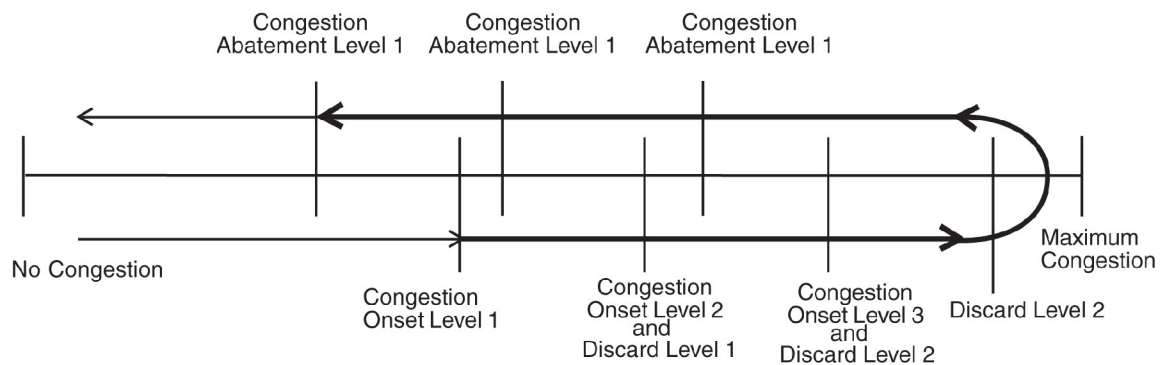 Congestion
Abatement Level 1
Congestion
Abatement Level 1
Congestion
Abatement Level 1
No Congestion
Maximum
Congestion
Congestion
Onset Level 1
Congestion
Onset Level 2
and
Discard Level 1
Congestion
Onset Level 3
and
Discard Level 2
Discard Level 2